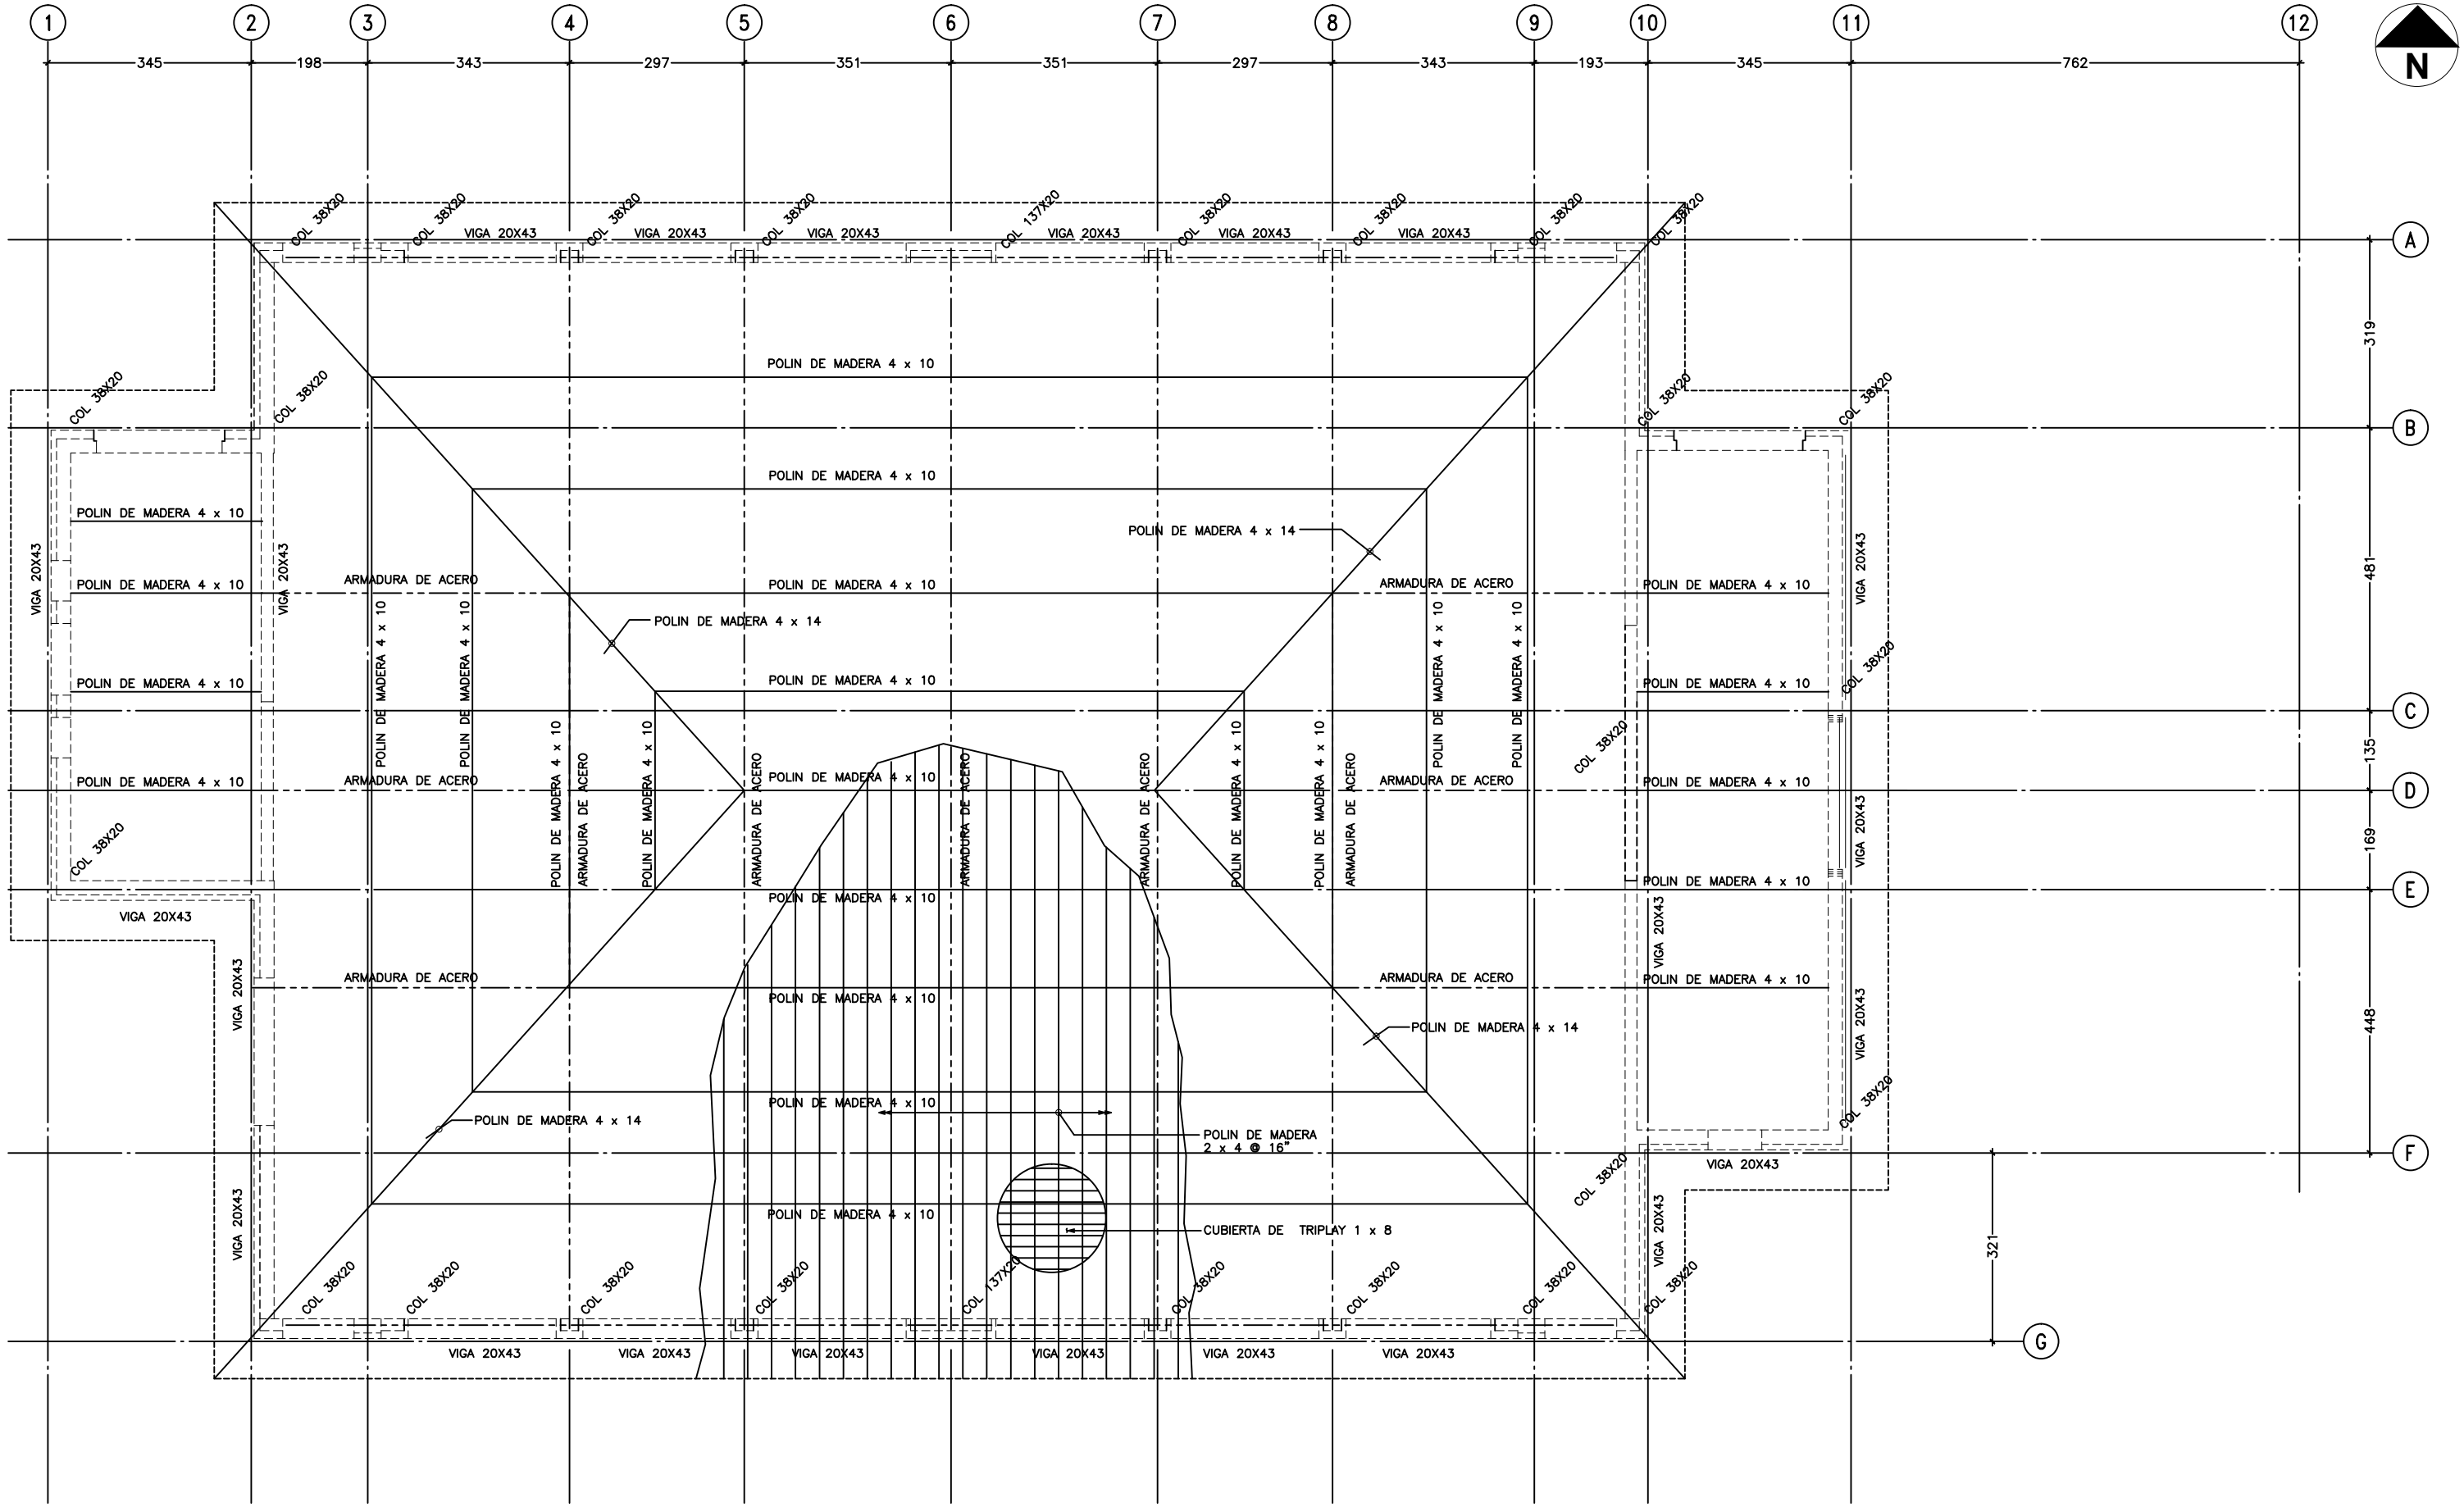 1 2 3 4 5 6 7 8 9 10 11 12
N
345 198 343 297 351 351 297 343 193 345 762
COL 38X20 COL 38X20 COL 38X20 COL 38X20 COL 137X20 COL 38X20 COL 38X20 COL 38X20 COL 38X20
VIGA 20X43 VIGA 20X43 VIGA 20X43 VIGA 20X43 VIGA 20X43 VIGA 20X43
A
319
POLIN DE MADERA 4 x 10
COL 38X20 COL 38X20 COL 38X20 COL 38X20
B
POLIN DE MADERA 4 x 10
POLIN DE MADERA 4 x 10
POLIN DE MADERA 4 x 14
VIGA 20X43 VIGA 20X43 VIGA 20X43
481
POLIN DE MADERA 4 x 10 ARMADURA DE ACERO POLIN DE MADERA 4 x 10 ARMADURA DE ACERO POLIN DE MADERA 4 x 10
POLIN DE MADERA 4 x 14
POLIN DE MADERA 4 x 10 POLIN DE MADERA 4 x 10 POLIN DE MADERA 4 x 10 POLIN DE MADERA 4 x 10
COL 38X20
POLIN DE MADERA 4 x 10 POLIN DE MADERA 4 x 10 POLIN DE MADERA 4 x 10
C
COL 38X20
135
POLIN DE MADERA 4 x 10 ARMADURA DE ACERO POLIN DE MADERA 4 x 10 ARMADURA DE ACERO POLIN DE MADERA 4 x 10
D
POLIN DE MADERA 4 x 10 ARMADURA DE ACERO POLIN DE MADERA 4 x 10 ARMADURA DE ACERO ARMADURA DE ACERO ARMADURA DE ACERO POLIN DE MADERA 4 x 10 POLIN DE MADERA 4 x 10 ARMADURA DE ACERO
VIGA 20X43
169
COL 38X20
POLIN DE MADERA 4 x 10 POLIN DE MADERA 4 x 10
E
VIGA 20X43
VIGA 20X43
VIGA 20X43
ARMADURA DE ACERO POLIN DE MADERA 4 x 10 ARMADURA DE ACERO POLIN DE MADERA 4 x 10
VIGA 20X43
448
POLIN DE MADERA 4 x 14
POLIN DE MADERA 4 x 10
COL 38X20
POLIN DE MADERA 4 x 14
POLIN DE MADERA
2 x 4 @ 16"
F
VIGA 20X43
COL 38X20
POLIN DE MADERA 4 x 10
CUBIERTA DE TRIPLAY 1 x 8
VIGA 20X43 VIGA 20X43
321
COL 38X20 COL 38X20 COL 38X20 COL 38X20 COL 137X20 COL 38X20 COL 38X20 COL 38X20 COL 38X20
G
VIGA 20X43 VIGA 20X43 VIGA 20X43 VIGA 20X43 VIGA 20X43 VIGA 20X43